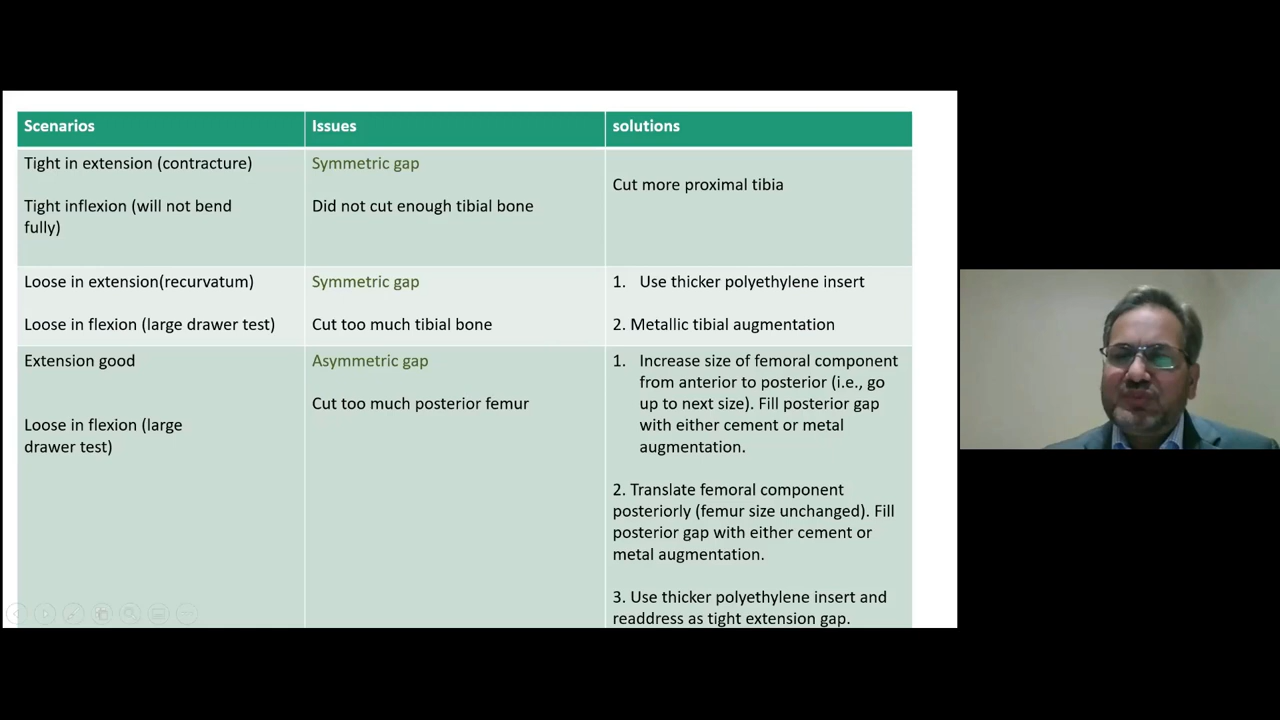 Scenarios
Issues
solutions
Tight in extension (contracture)
Tight inflexion (will not bend
fully)
Symmetric gap
Did not cut enough tibial bone
Cut more proximal tibia
Loose in extension(recurvatum)
Loose in flexion (large drawer test)
Symmetric gap
Cut too much tibial bone
1. Use thicker polyethylene insert
2. Metallic tibial augmentation
Extension good
Loose in flexion (large
drawer test)
Asymmetric gap
Cut too much posterior femur
1. Increase size of femoral component
from anterior to posterior (i.e., go
up to next size). Fill posterior gap
with either cement or metal
augmentation.
2. Translate femoral component
posteriorly (femur size unchanged). Fill
posterior gap with either cement or
metal augmentation.
3. Use thicker polyethylene insert and
readdress as tight extension gap.